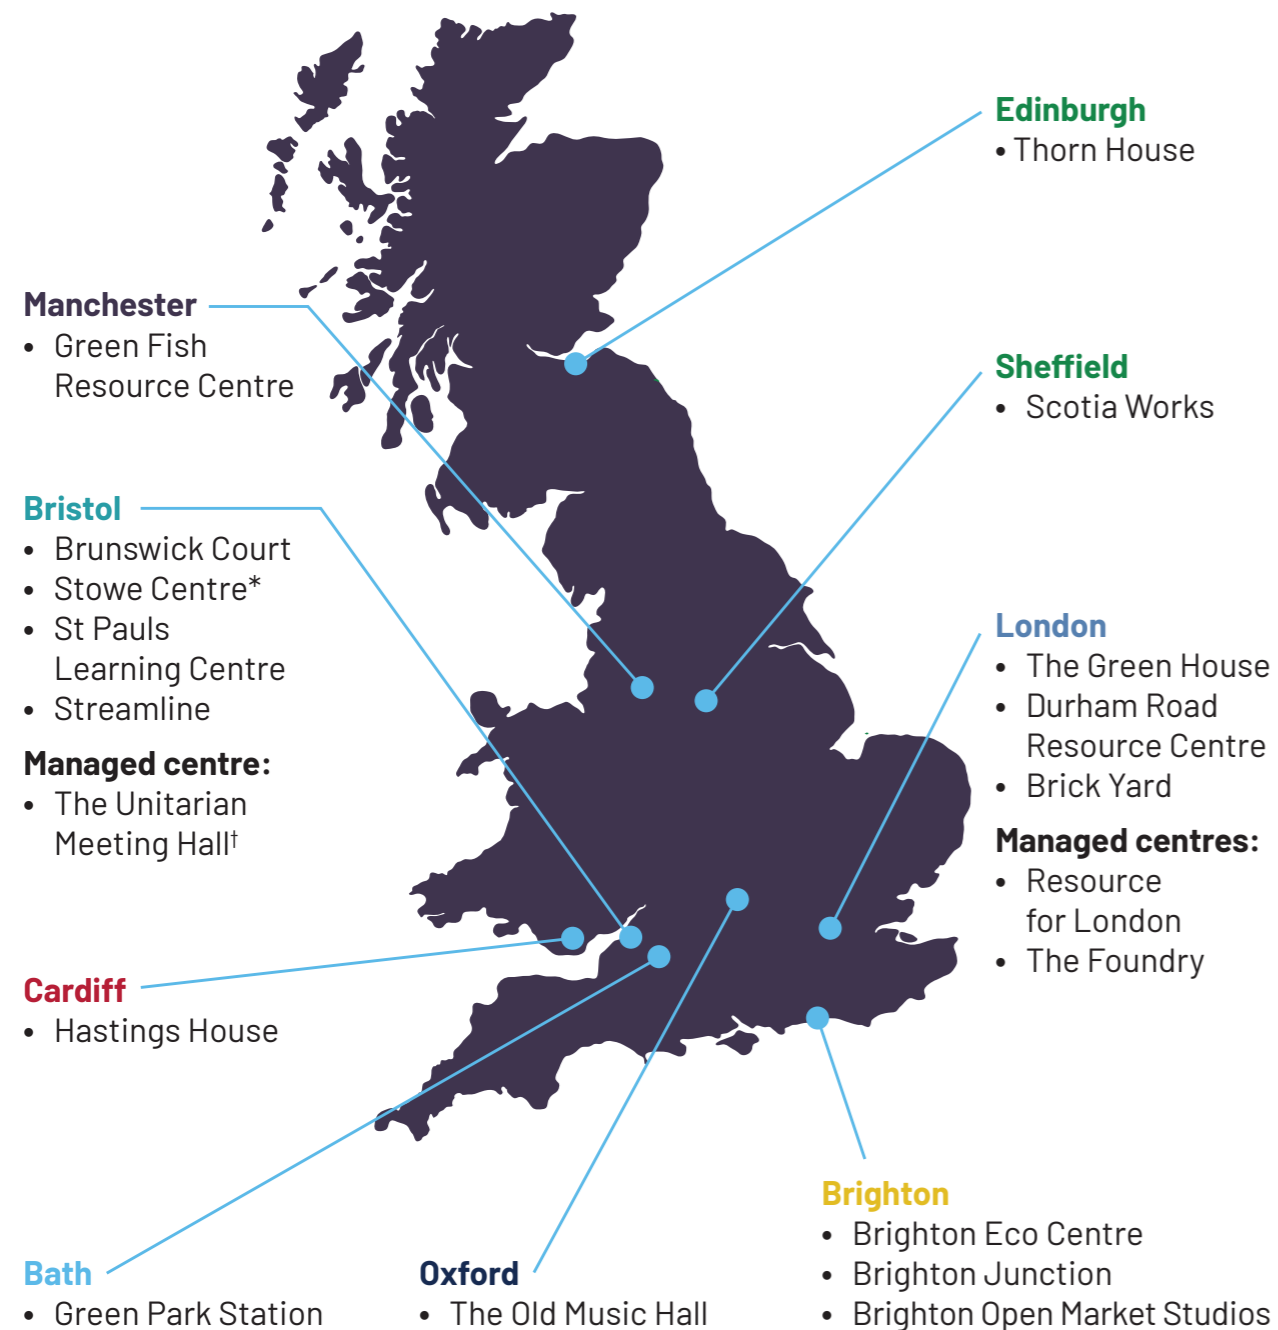 Edinburgh
• Thorn House
Manchester
• Green Fish
Resource Centre
Sheffield
• Scotia Works
Bristol
• Brunswick Court
• Stowe Centre*
• St Pauls
Learning Centre
• Streamline
Managed centre:
• The Unitarian
Meeting Hall†
London
• The Green House
• Durham Road
Resource Centre
• Brick Yard
Managed centres:
• Resource
for London
• The Foundry
Cardiff
• Hastings House
Bath
• Green Park Station
Oxford
• The Old Music Hall
Brighton
• Brighton Eco Centre
• Brighton Junction
• Brighton Open Market Studios